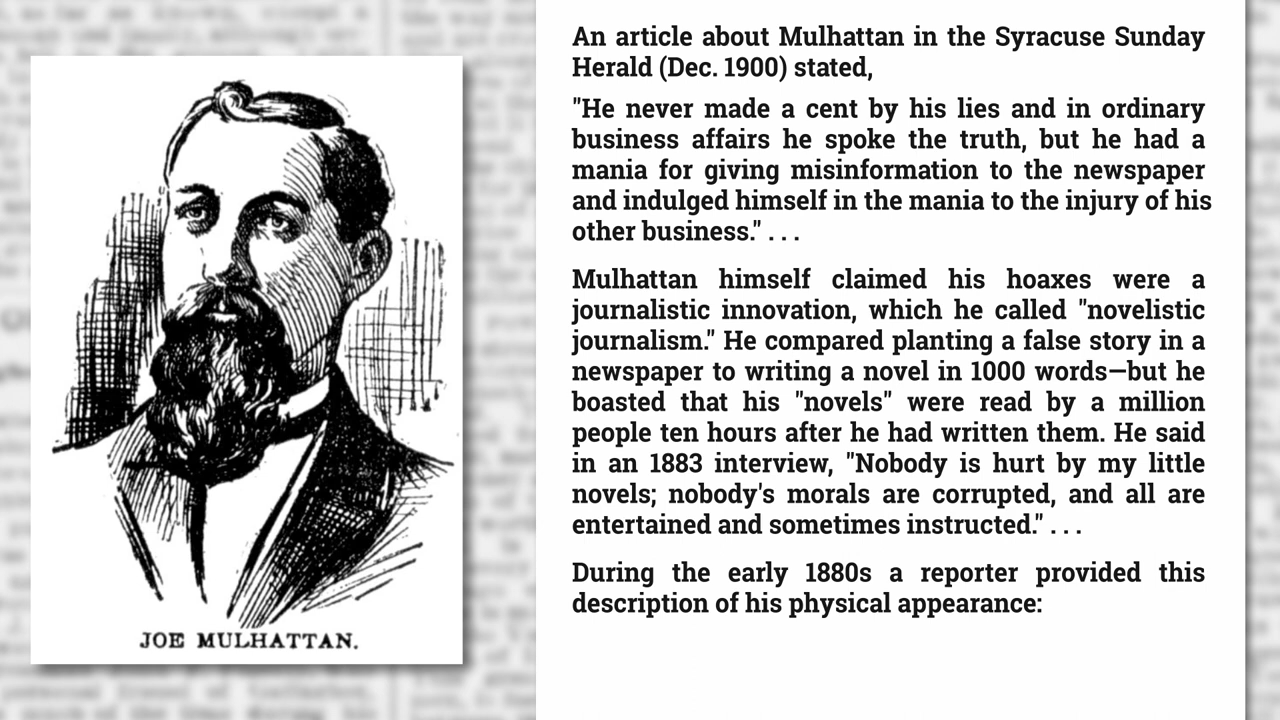 An article about Mulhattan in the Syracuse Sunday
Herald (Dec. 1900) stated,
"He never made a cent by his lies and in ordinary
business affairs he spoke the truth, but he had a
mania for giving misinformation to the newspaper
and indulged himself in the mania to the injury of his
other business." . . .
Mulhattan himself claimed his hoaxes were a
journalistic innovation, which he called "novelistic
journalism." He compared planting a false story in a
newspaper to writing a novel in 1000 words—but he
boasted that his "novels" were read by a million
people ten hours after he had written them. He said
in an 1883 interview, "Nobody is hurt by my little
novels; nobody's morals are corrupted, and all are
entertained and sometimes instructed." . . .
During the early 1880s a reporter provided this
description of his physical appearance:
JOE MULHATTAN.